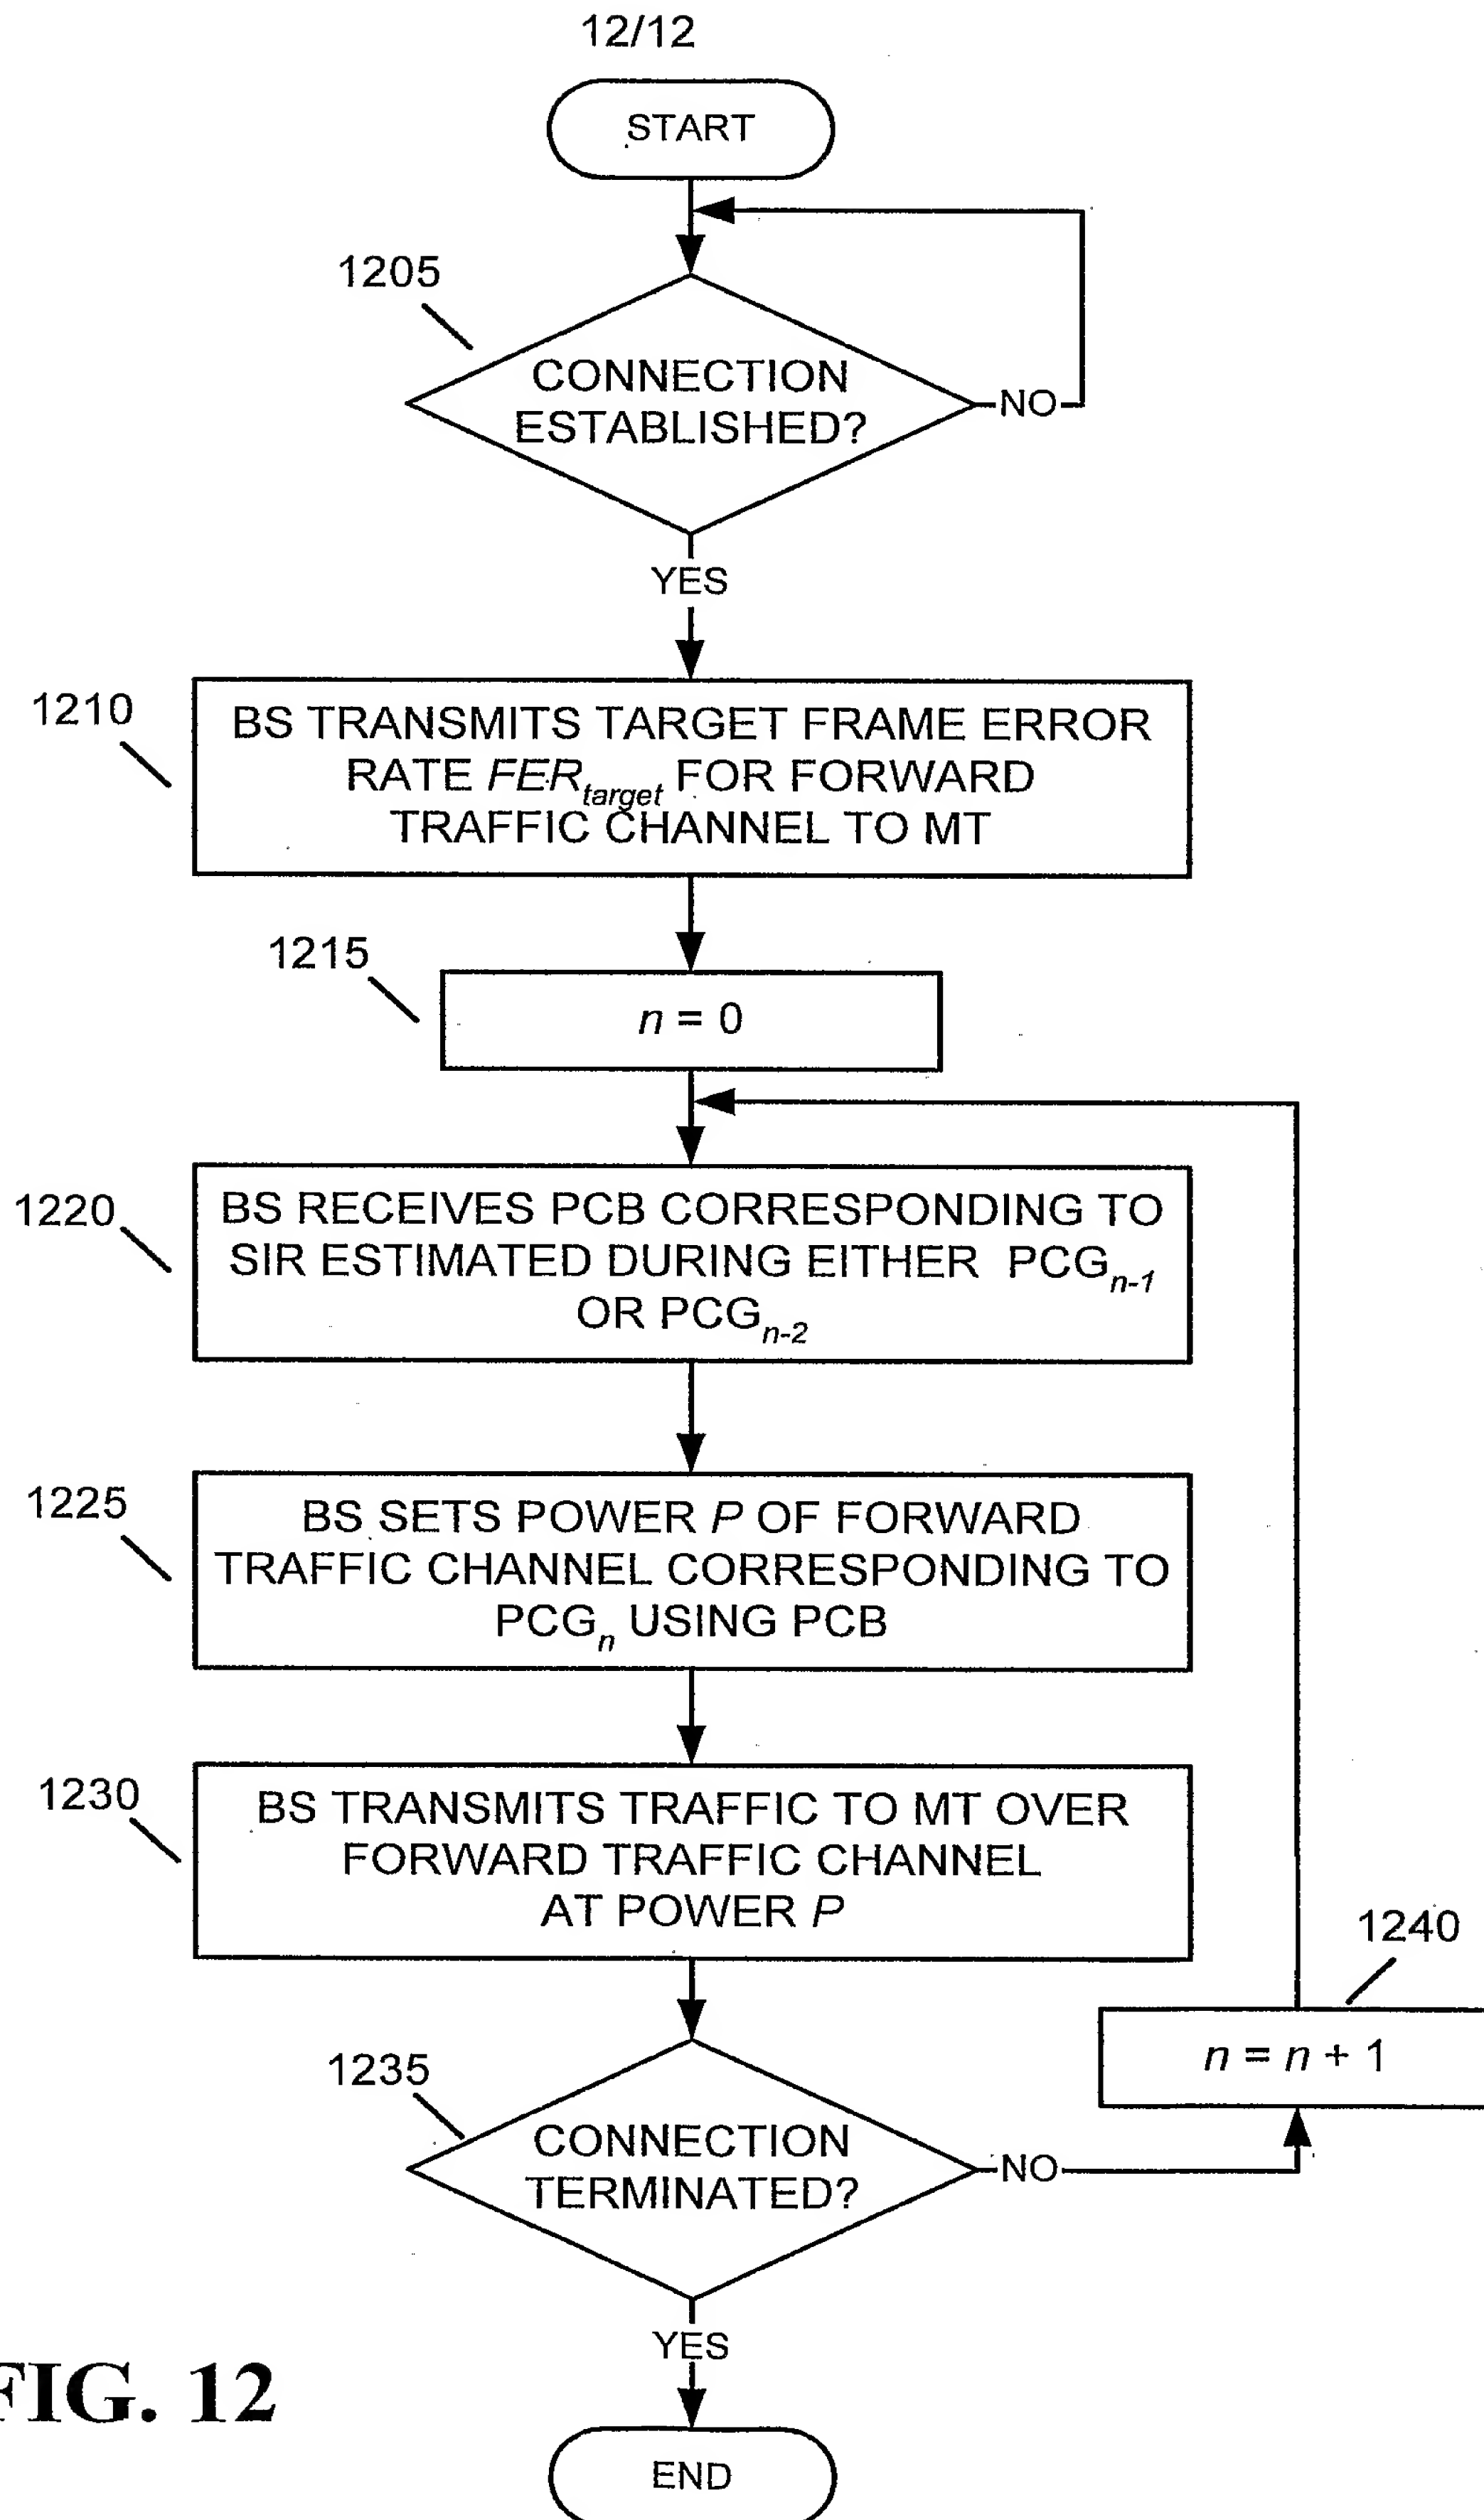 12/12
START
1205
CONNECTION
ESTABLISHED?
NO
YES
1210
BS TRANSMITS TARGET FRAME ERROR
RATE FERtarget FOR FORWARD
TRAFFIC CHANNEL TO MT
1215
n = 0
1220
BS RECEIVES PCB CORRESPONDING TO
SIR ESTIMATED DURING EITHER PCGn-1
OR PCGn-2
1225
BS SETS POWER P OF FORWARD
TRAFFIC CHANNEL CORRESPONDING TO
PCGn USING PCB
1230
BS TRANSMITS TRAFFIC TO MT OVER
FORWARD TRAFFIC CHANNEL
AT POWER P
1240
n = n + 1
1235
CONNECTION
TERMINATED?
NO
YES
FIG. 12
END